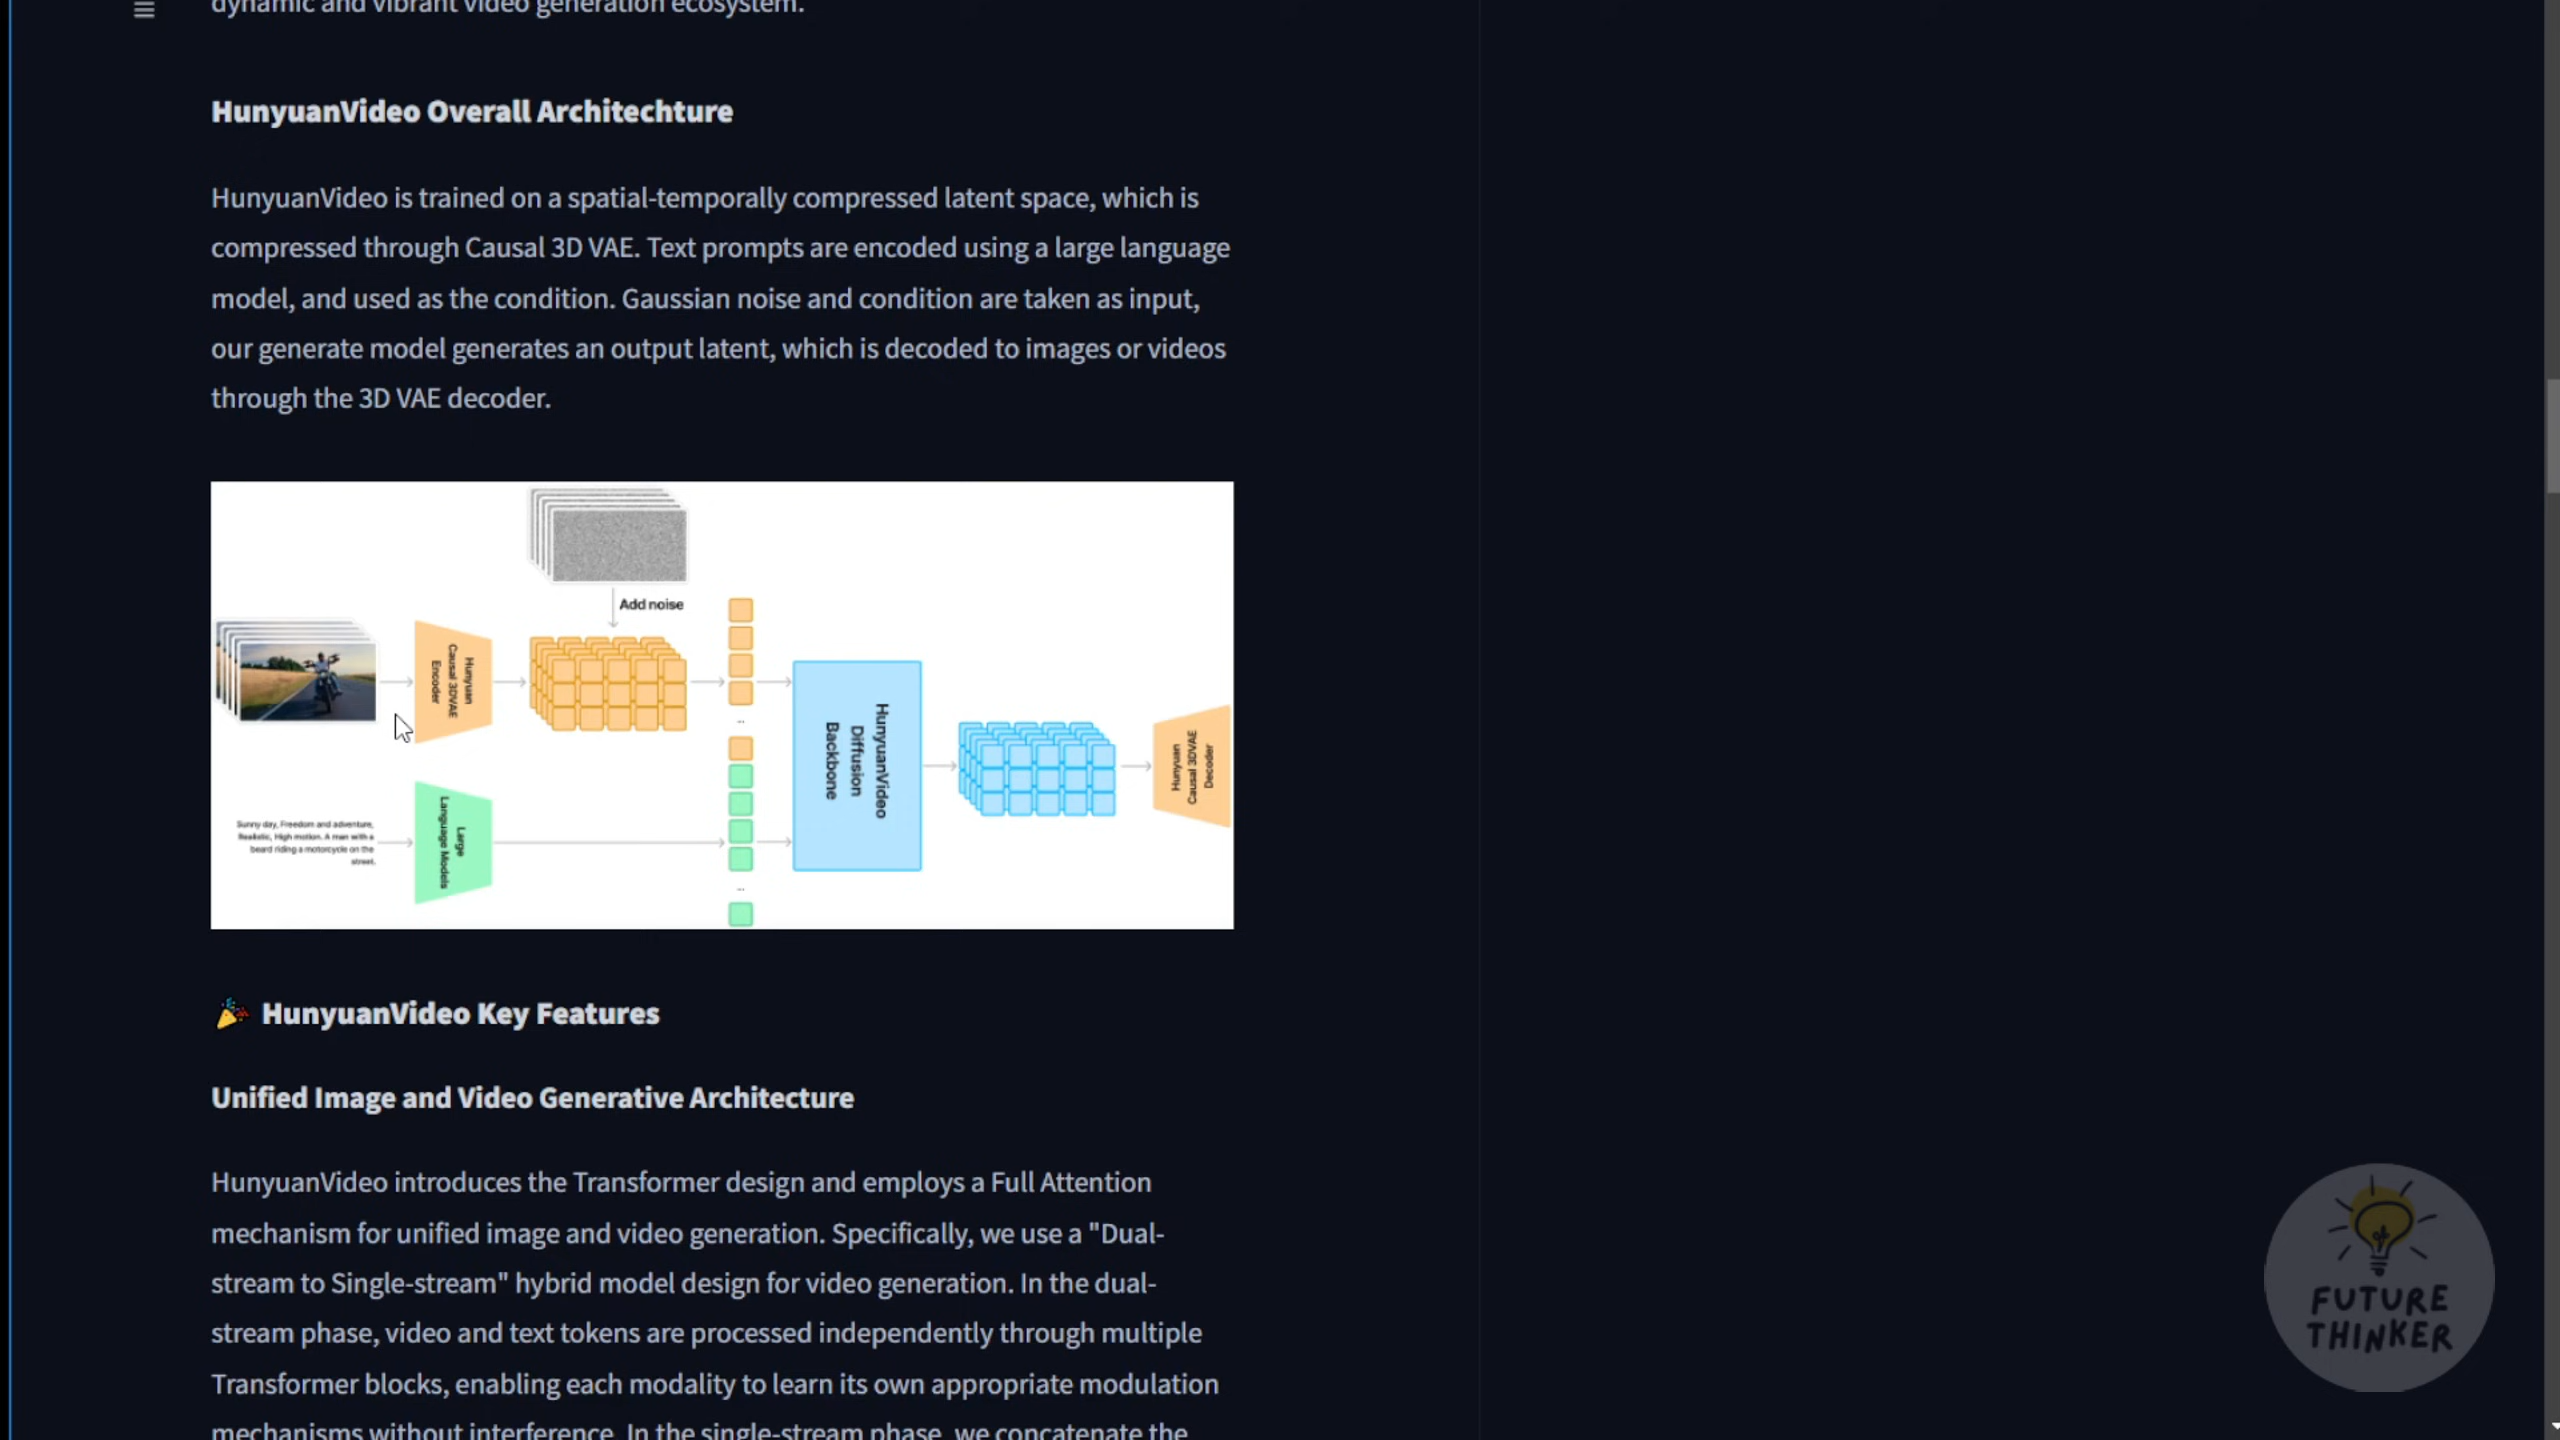 dynamic and vibrant video generation ecosystem.
HunyuanVideo Overall Architechture
HunyuanVideo is trained on a spatial-temporally compressed latent space, which is
compressed through Causal 3D VAE. Text prompts are encoded using a large language
model, and used as the condition. Gaussian noise and condition are taken as input,
our generate model generates an output latent, which is decoded to images or videos
through the 3D VAE decoder.
Add noise
Hunyuan
Causal 3DVAE
Encoder
HunyuanVideo
Diffusion
Backbone
Hunyuan
Causal 3DVAE
Decoder
Sunny day, Freedom and adventure,
Realistic, High motion. A man with a
beard riding a motorcycle on the
street.
Large
Language Models
🎉 HunyuanVideo Key Features
Unified Image and Video Generative Architecture
HunyuanVideo introduces the Transformer design and employs a Full Attention
mechanism for unified image and video generation. Specifically, we use a "Dual-
stream to Single-stream" hybrid model design for video generation. In the dual-
stream phase, video and text tokens are processed independently through multiple
Transformer blocks, enabling each modality to learn its own appropriate modulation
mechanisms without interference. In the single-stream phase, we concatenate the
FUTURE
THINKER